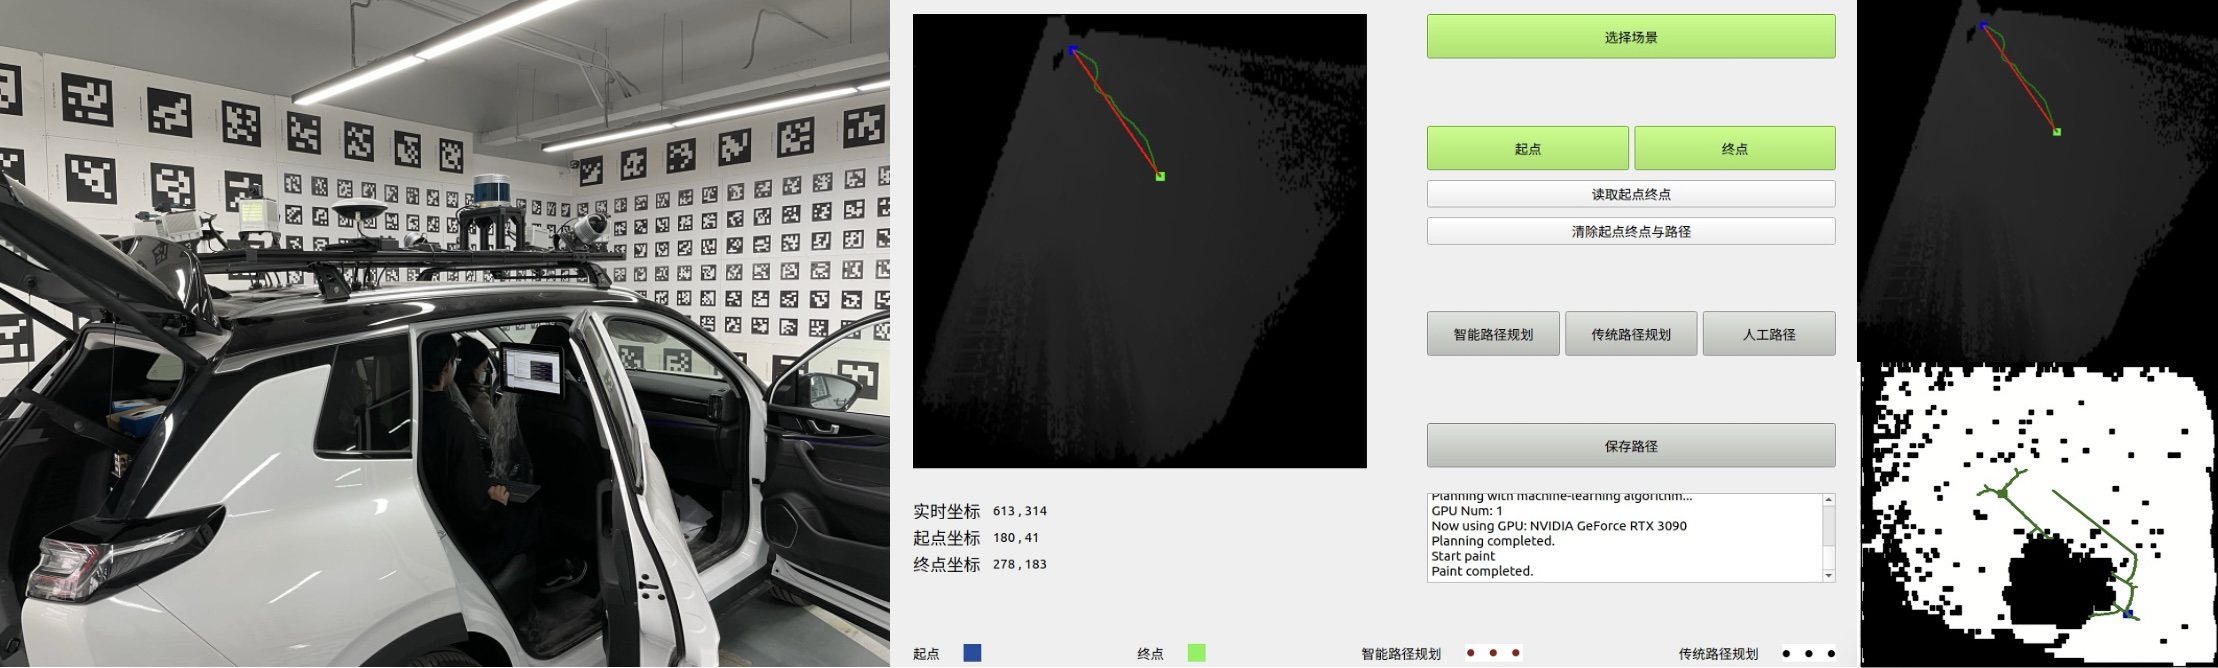 选择场景
起点
终点
读取起点终点
清除起点终点与路径
智能路径规划
传统路径规划
人工路径
保存路径
Planning with machine-learning algorithm...
GPU Num: 1
Now using GPU: NVIDIA GeForce RTX 3090
Planning completed.
Start paint
Paint completed.
实时坐标 613 , 314
起点坐标 180 , 41
终点坐标 278 , 183
起点
终点
智能路径规划
传统路径规划